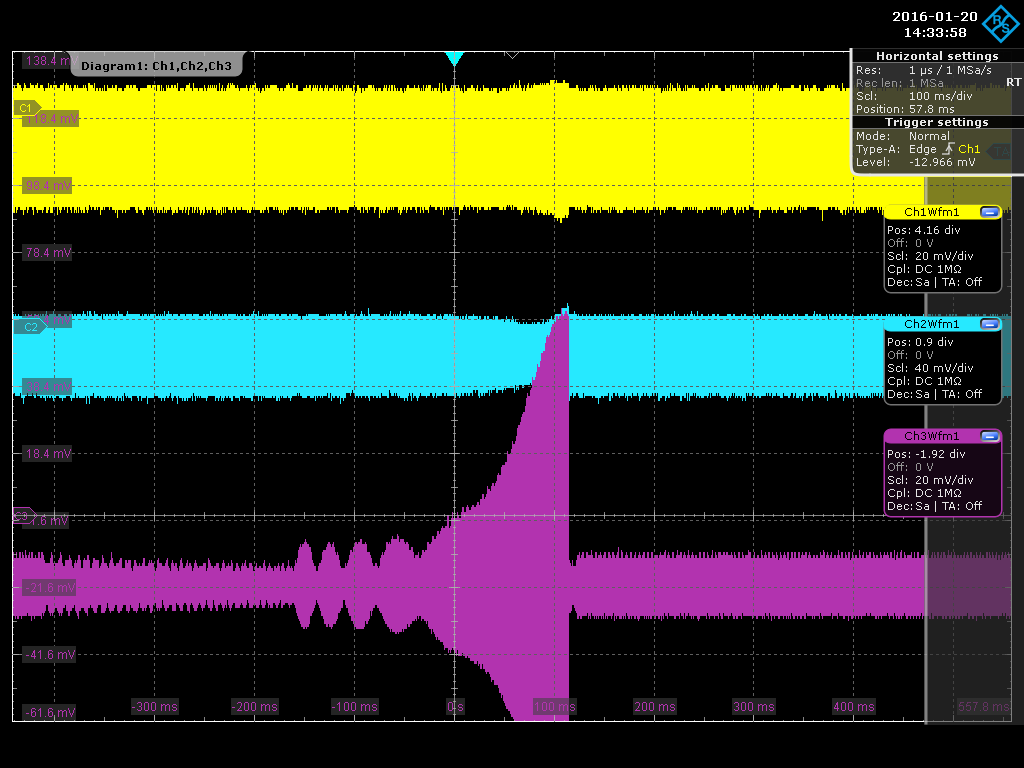 2016-01-20
14:33:58
Diagram1: Ch1,Ch2,Ch3
Horizontal settings
Res: 1 µs / 1 MSa/s
Rec len: 1 MSa
RT
Scl: 100 ms/div
Position: 57.8 ms
Trigger settings
Mode: Normal
Type-A: Edge Ch1
TA
Level: -12.966 mV
138.4 mV
C1
118.4 mV
98.4 mV
78.4 mV
C2
38.4 mV
18.4 mV
C3
-1.6 mV
-21.6 mV
-41.6 mV
-61.6 mV
-300 ms
-200 ms
-100 ms
0 s
100 ms
200 ms
300 ms
400 ms
557.8 ms
Ch1Wfm1
Pos: 4.16 div
Off: 0 V
Scl: 20 mV/div
Cpl: DC 1MΩ
Dec: Sa | TA: Off
Ch2Wfm1
Pos: 0.9 div
Off: 0 V
Scl: 40 mV/div
Cpl: DC 1MΩ
Dec: Sa | TA: Off
Ch3Wfm1
Pos: -1.92 div
Off: 0 V
Scl: 20 mV/div
Cpl: DC 1MΩ
Dec: Sa | TA: Off